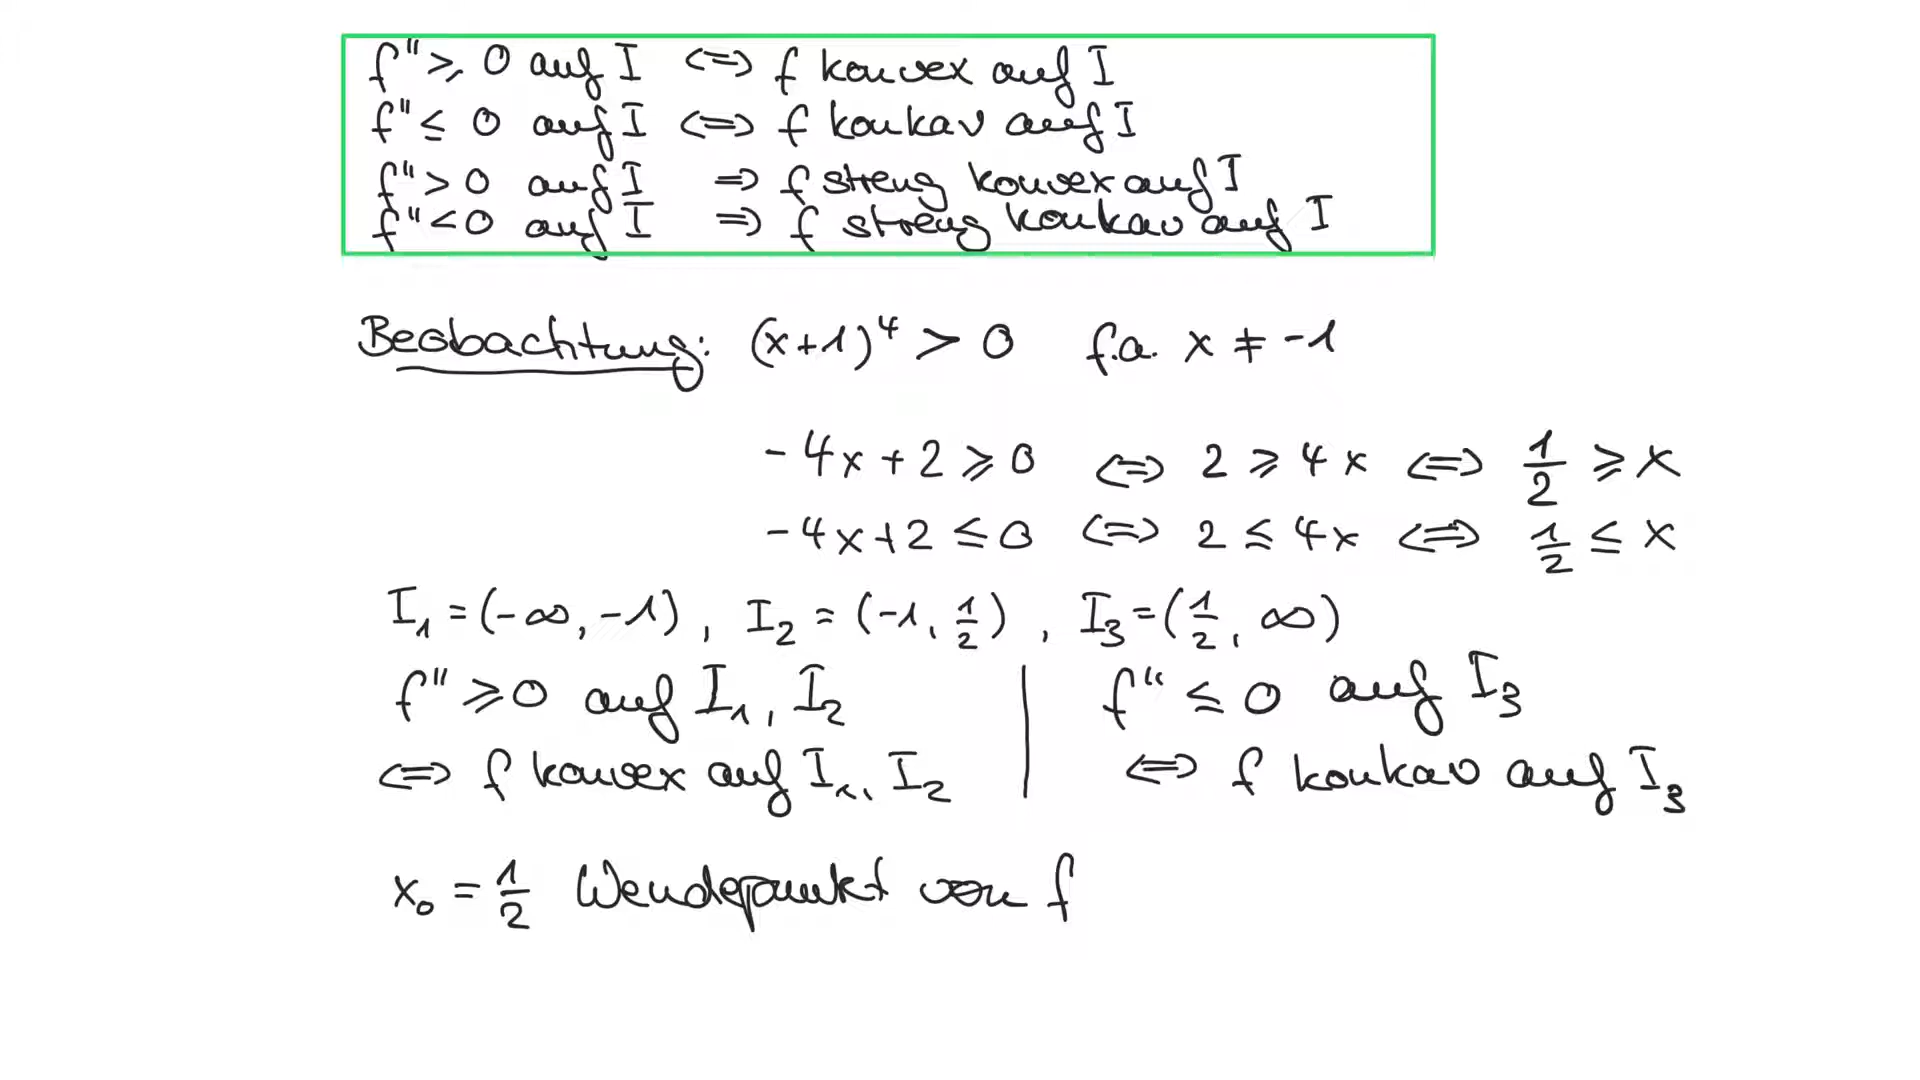 f'' ≥ 0 auf I ⟺ f konvex auf I
f'' ≤ 0 auf I ⟺ f konkav auf I
f'' > 0 auf I ⟹ f streng konvex auf I
f'' < 0 auf I ⟹ f streng konkav auf I
Beobachtung: (x+1)⁴ > 0 f.a. x ≠ -1
-4x+2 ≥ 0 ⟺ 2 ≥ 4x ⟺ 1/2 ≥ x
-4x+2 ≤ 0 ⟺ 2 ≤ 4x ⟺ 1/2 ≤ x
I₁ = (-∞, -1), I₂ = (-1, 1/2), I₃ = (1/2, ∞)
f'' ≥ 0 auf I₁, I₂ | f'' ≤ 0 auf I₃
⟺ f konvex auf I₁, I₂ | ⟺ f konkav auf I₃
x₀ = 1/2 Wendepunkt von f